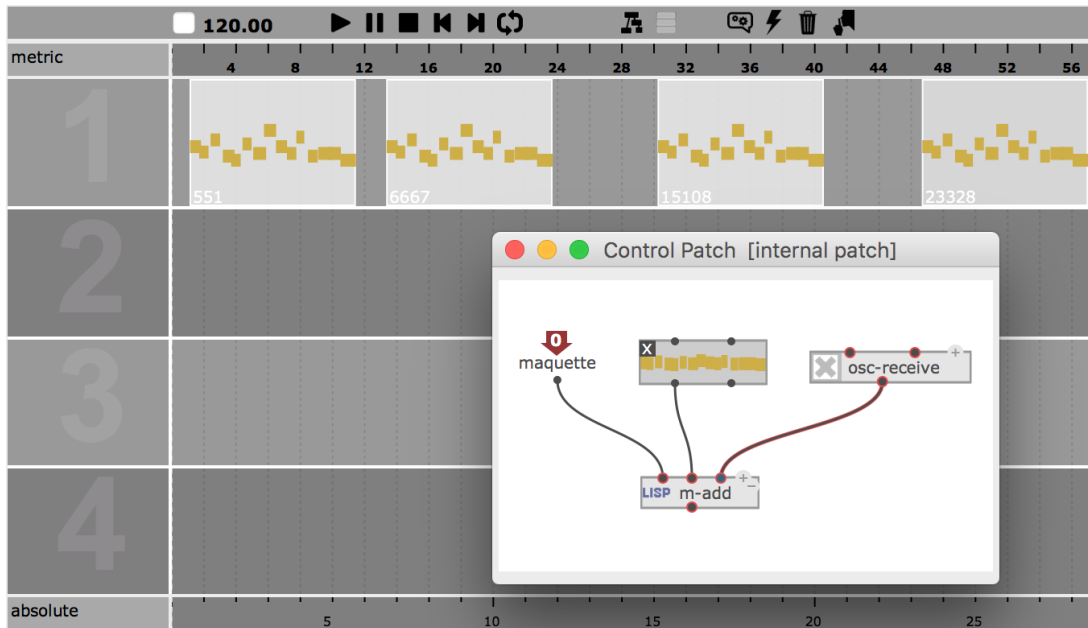 120.00
metric
4 8 12 16 20 24 28 32 36 40 44 48 52 56
1
551 6667 15108 23328
2
Control Patch [internal patch]
0
X
maquette
osc-receive
+
3
LISP m-add
+
−
4
absolute
5 10 15 20 25